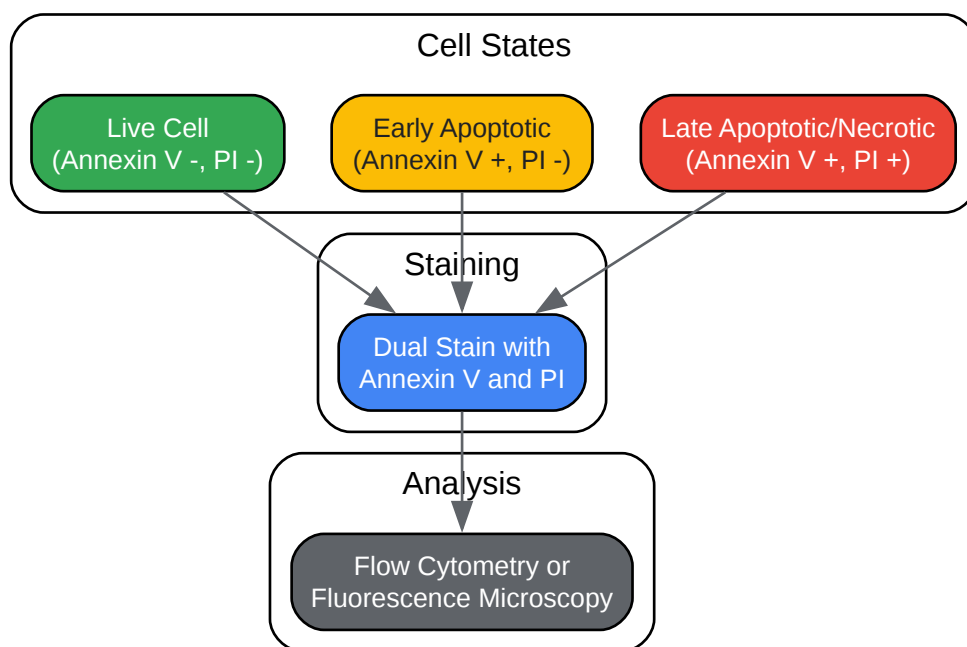 Cell States
Live Cell
(Annexin V -, PI -)
Early Apoptotic
(Annexin V +, PI -)
Late Apoptotic/Necrotic
(Annexin V +, PI +)
Staining
Dual Stain with
Annexin V and PI
Analysis
Flow Cytometry or
Fluorescence Microscopy